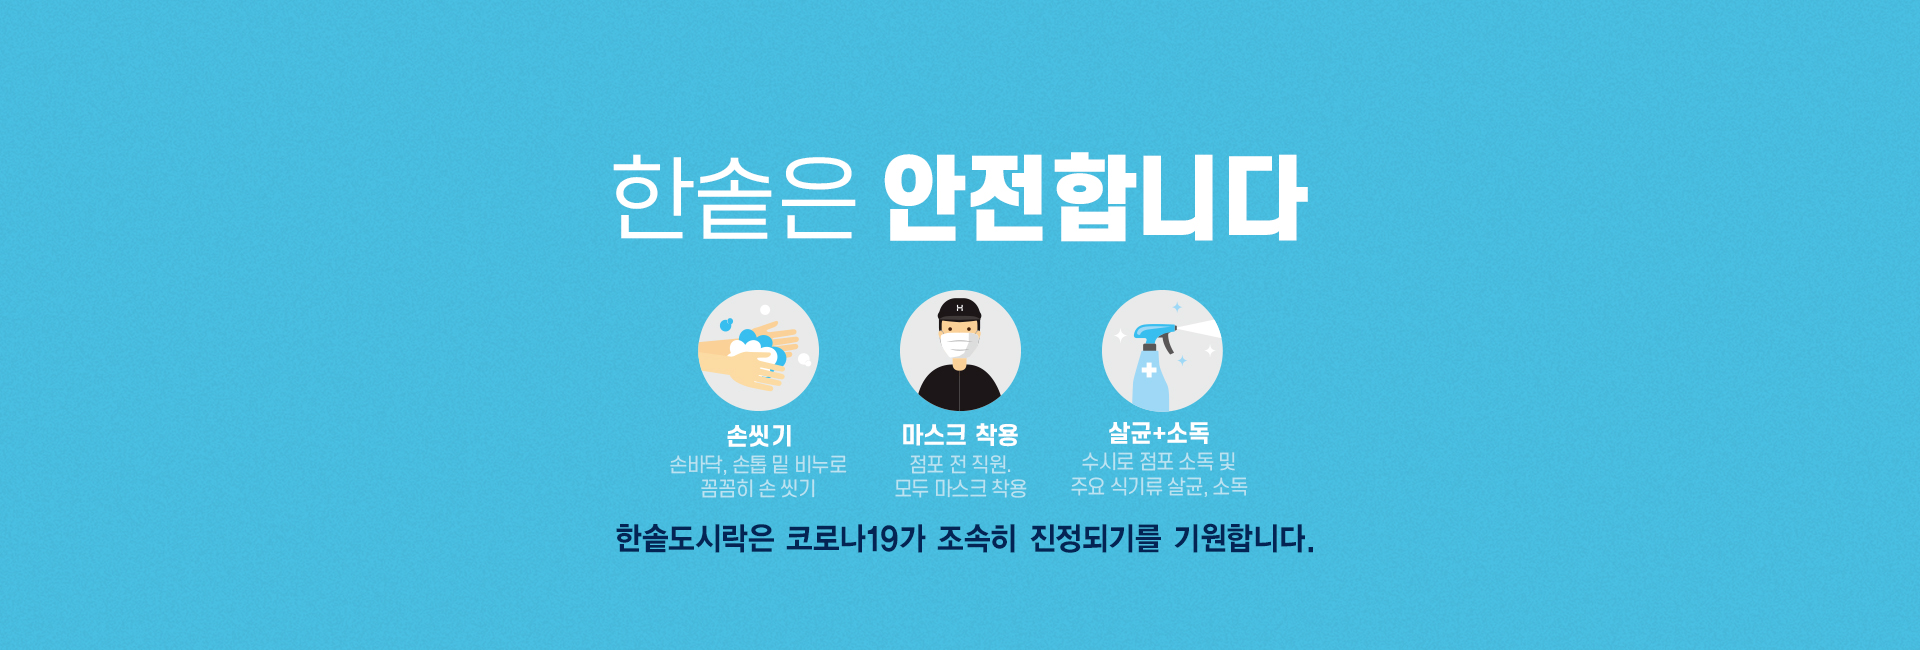 한솥은 안전합니다
H
손씻기
손바닥, 손톱 밑 비누로
꼼꼼히 손 씻기
마스크 착용
점포 전 직원.
모두 마스크 착용
살균+소독
수시로 점포 소독 및
주요 식기류 살균, 소독
한솥도시락은 코로나19가 조속히 진정되기를 기원합니다.